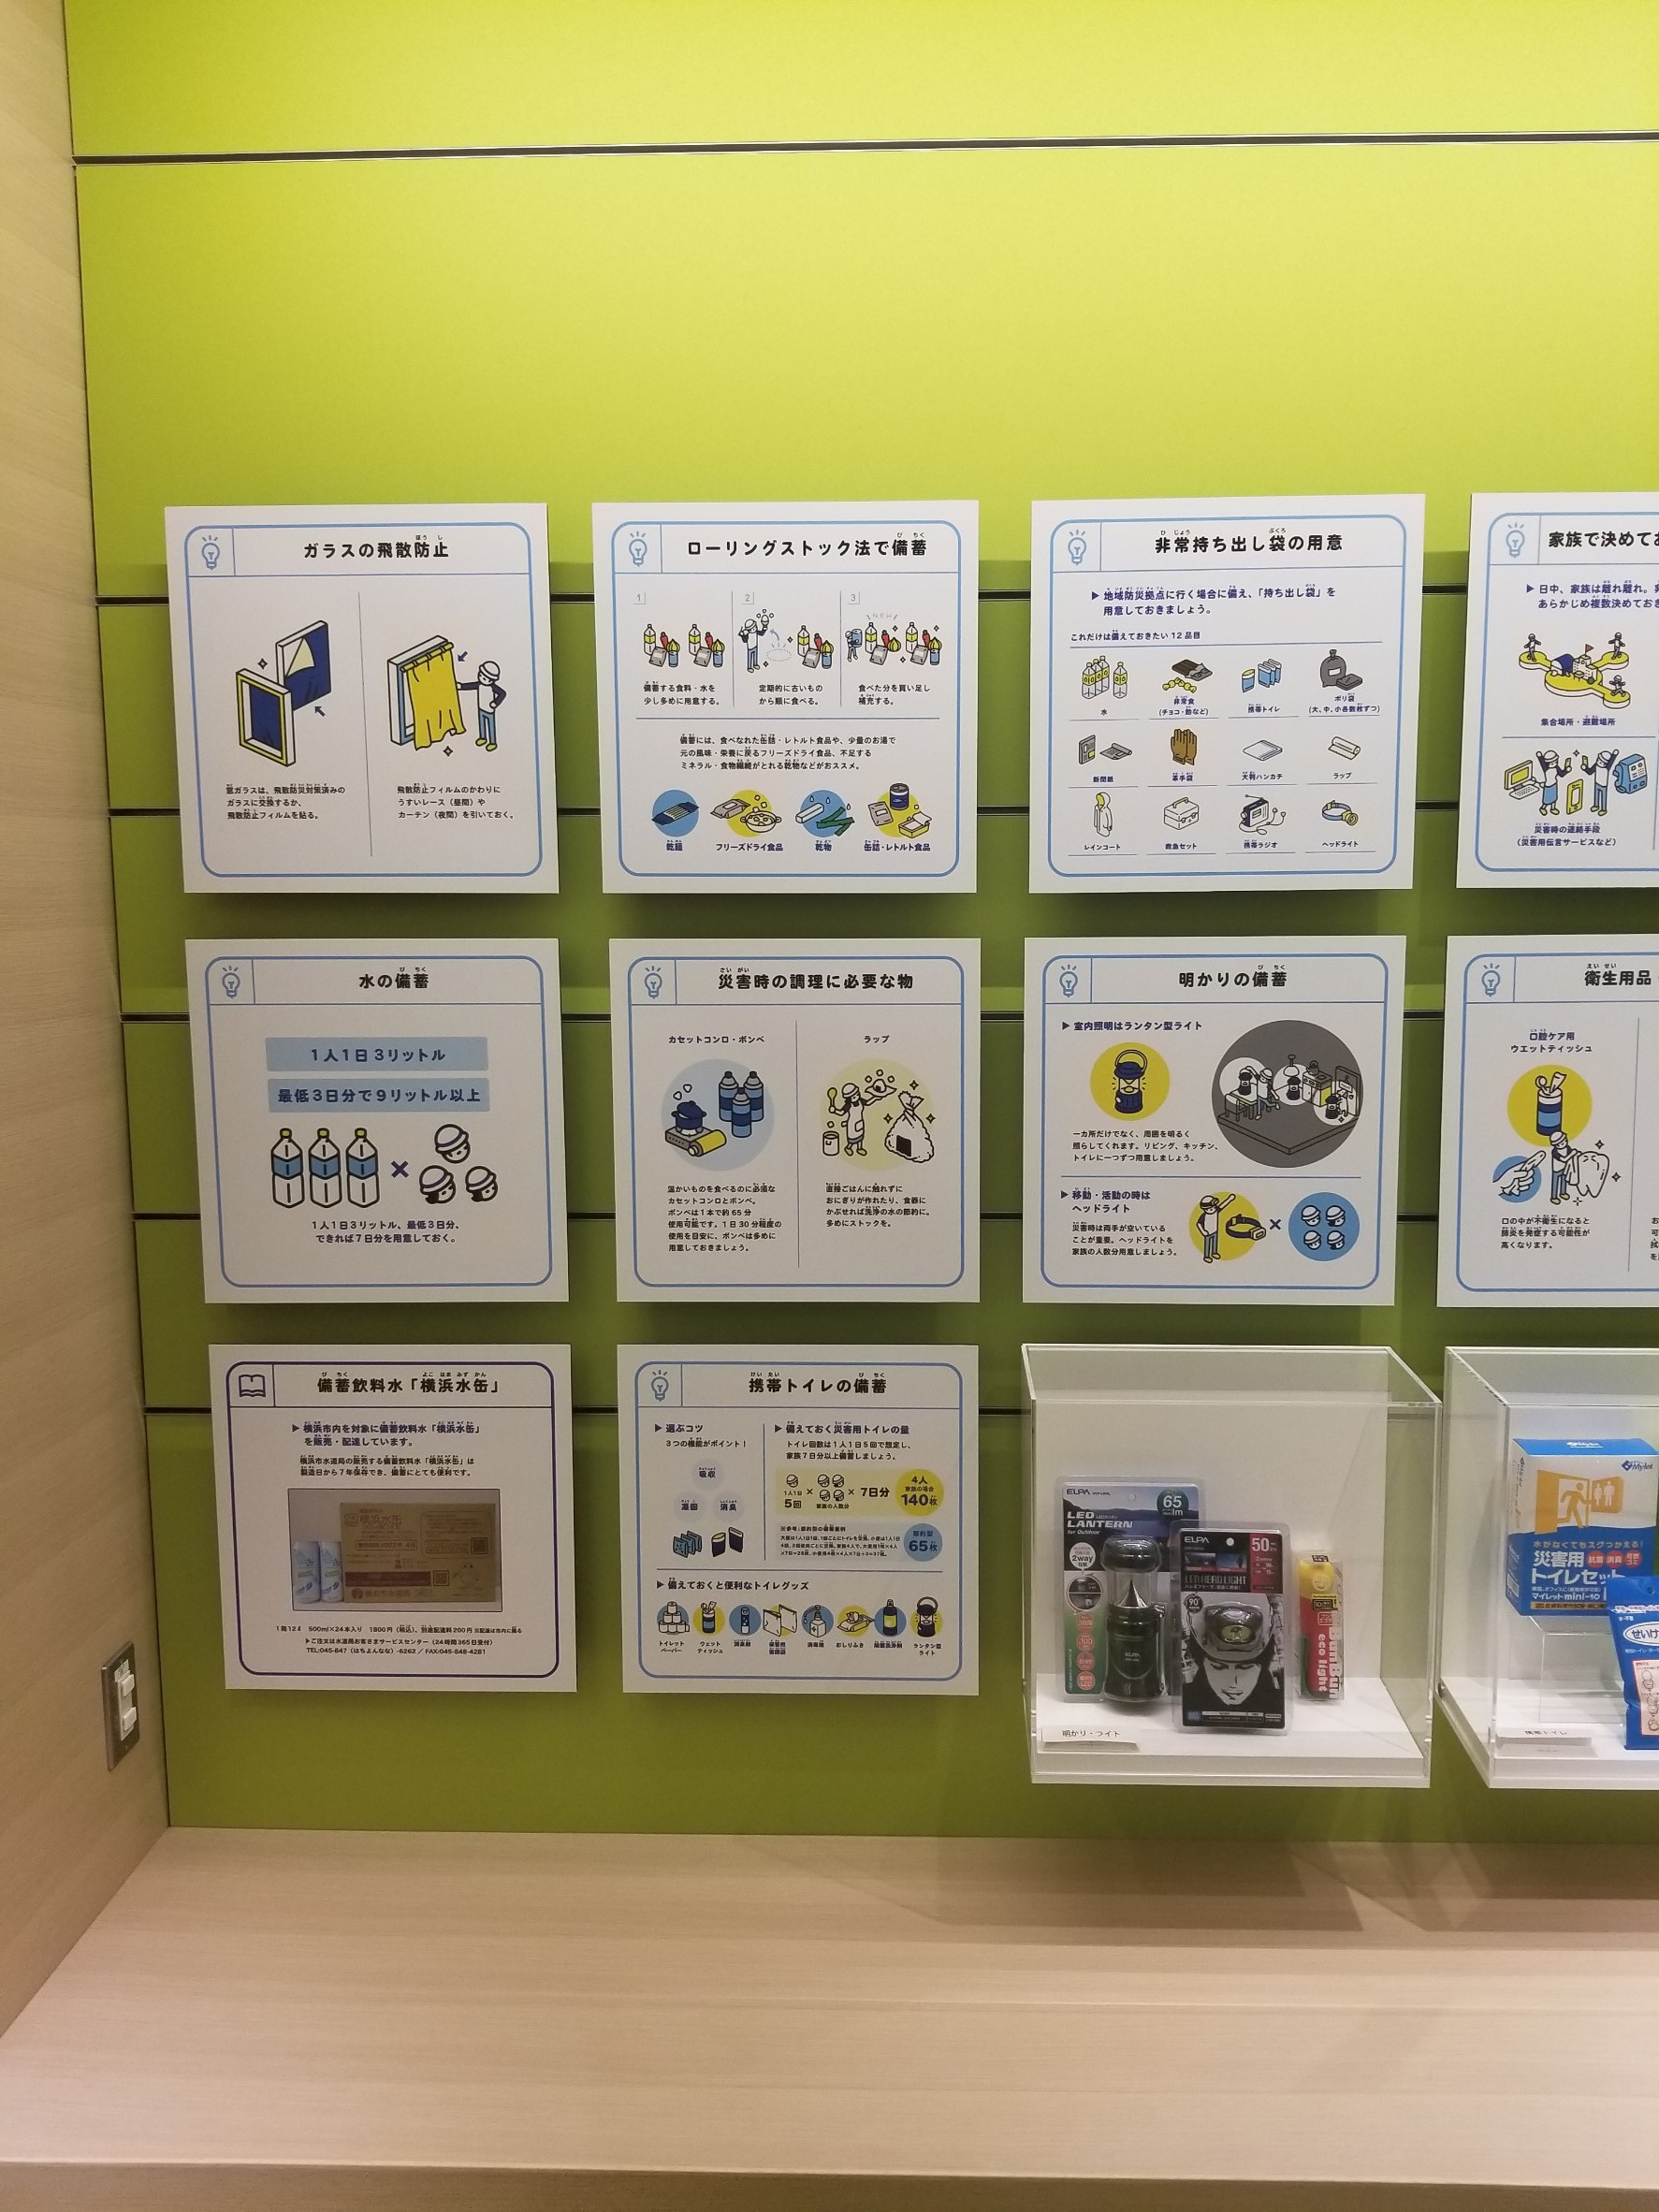 ガラスの飛散防止
窓ガラスは、飛散防災対策済みの
ガラスに交換するか、
飛散防止フィルムを貼る。
飛散防止フィルムのかわりに
うすいレース（昼間）や
カーテン（夜間）を引いておく。
ローリングストック法で備蓄
1
2
3
NEW!
備蓄する食料・水を
少し多めに用意する。
定期的に古いもの
から順に食べる。
食べた分を買い足し
補充する。
備蓄には、食べなれた缶詰・レトルト食品や、少量のお湯で
元の風味・栄養に戻るフリーズドライ食品、不足する
ミネラル・食物繊維がとれる乾物などがおススメ。
乾麺
フリーズドライ食品
乾物
缶詰・レトルト食品
非常持ち出し袋の用意
▶地域防災拠点に行く場合に備え、「持ち出し袋」を
用意しておきましょう。
これだけは備えておきたい12品目
水
非常食
(チョコ・飴など)
携帯トイレ
ポリ袋
(大、中、小各数枚ずつ)
新聞紙
革手袋
大判ハンカチ
ラップ
レインコート
救急セット
携帯ラジオ
ヘッドライト
家族で決めて
▶日中、家族は離れ離れ。
あらかじめ複数決めてお
集合場所・避難場所
災害時の連絡手段
（災害用伝言サービスなど）
水の備蓄
1人1日3リットル
最低3日分で9リットル以上
1人1日3リットル、最低3日分、
できれば7日分を用意しておく。
災害時の調理に必要な物
カセットコンロ・ボンベ
温かいものを食べるのに必須な
カセットコンロとボンベ。
ボンベは1本で約65分
使用可能です。1日30分程度の
使用を目安に、ボンベは多めに
用意しておきましょう。
ラップ
直接ごはんに触れずに
おにぎりが作れたり、食器に
かぶせれば洗浄の水の節約に。
多めにストックを。
明かりの備蓄
▶室内照明はランタン型ライト
一カ所だけでなく、周囲を明るく
照らしてくれます。リビング、キッチン、
トイレに一つずつ用意しましょう。
▶移動・活動の時は
ヘッドライト
災害時は両手が空いている
ことが重要。ヘッドライトを
家族の人数分用意しましょう。
衛生用品
口腔ケア用
ウエットティッシュ
口の中が不衛生になると
肺炎を発症する可能性が
高くなります。
備蓄飲料水「横浜水缶」
▶横浜市内を対象に備蓄飲料水「横浜水缶」
を販売・配達しています。
横浜市水道局の販売する備蓄飲料水「横浜水缶」は
製造日から7年保存でき、備蓄にとても便利です。
横浜水缶
1箱12ℓ 500ml×24本入り 1800円（税込）、別途配達料200円 ※配達は市内に限る
▶ご注文は水道局お客さまサービスセンター（24時間365日受付）
TEL:045-847（はちよんなな）-6262 / FAX:045-848-4281
携帯トイレの備蓄
▶選ぶコツ
3つの機能がポイント！
吸収
凝固
消臭
▶備えておく災害用トイレの量
トイレ回数は1人1日5回で想定し、
家族7日分以上備蓄しましょう。
1人1日
5回
×
家族の人数分
× 7日分
4人
家族の場合
140枚
節約型
65枚
▶備えておくと便利なトイレグッズ
トイレット
ペーパー
ウェット
ティッシュ
消臭剤
消毒液
おしりふき
ランタン型
ライト
ELPA
65
lm
LED
LANTERN
for Outdoor
2way
ELPA
50
LED HEAD LIGHT
90°
ELPA
BanBan
eco light
明かり・ライト
Mylet
水がなくてもスグつかえる！
災害用
抗菌 消臭
トイレセット
マイレットmini-10
せいけ
携帯トイレ